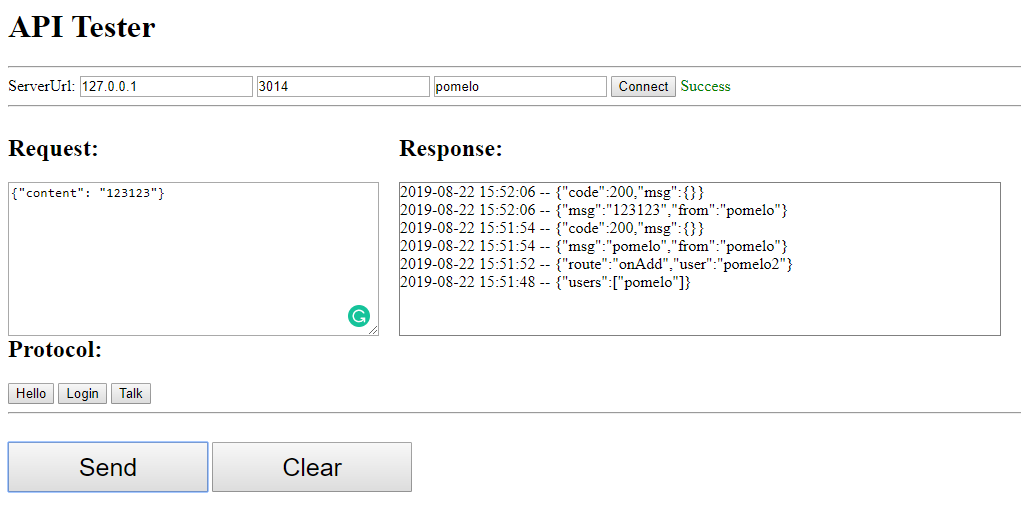 API Tester
ServerUrl: 127.0.0.1 3014 pomelo Connect Success
Request:
{"content": "123123"}
Response:
2019-08-22 15:52:06 -- {"code":200,"msg":{}}
2019-08-22 15:52:06 -- {"msg":"123123","from":"pomelo"}
2019-08-22 15:51:54 -- {"code":200,"msg":{}}
2019-08-22 15:51:54 -- {"msg":"pomelo","from":"pomelo"}
2019-08-22 15:51:52 -- {"route":"onAdd","user":"pomelo2"}
2019-08-22 15:51:48 -- {"users":["pomelo"]}
Protocol:
Hello Login Talk
Send Clear